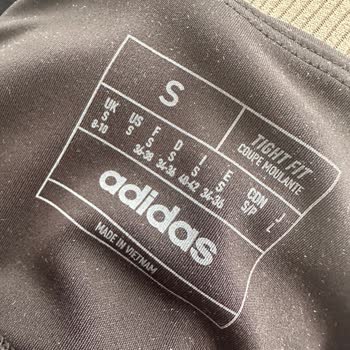 S
TIGHT FIT
COUPE MOULANTE
UK US F D I E CDN J
S S S S S S S/P L
8-10 S 36-38 34-36 40-42 34-36
adidas
MADE IN VIETNAM